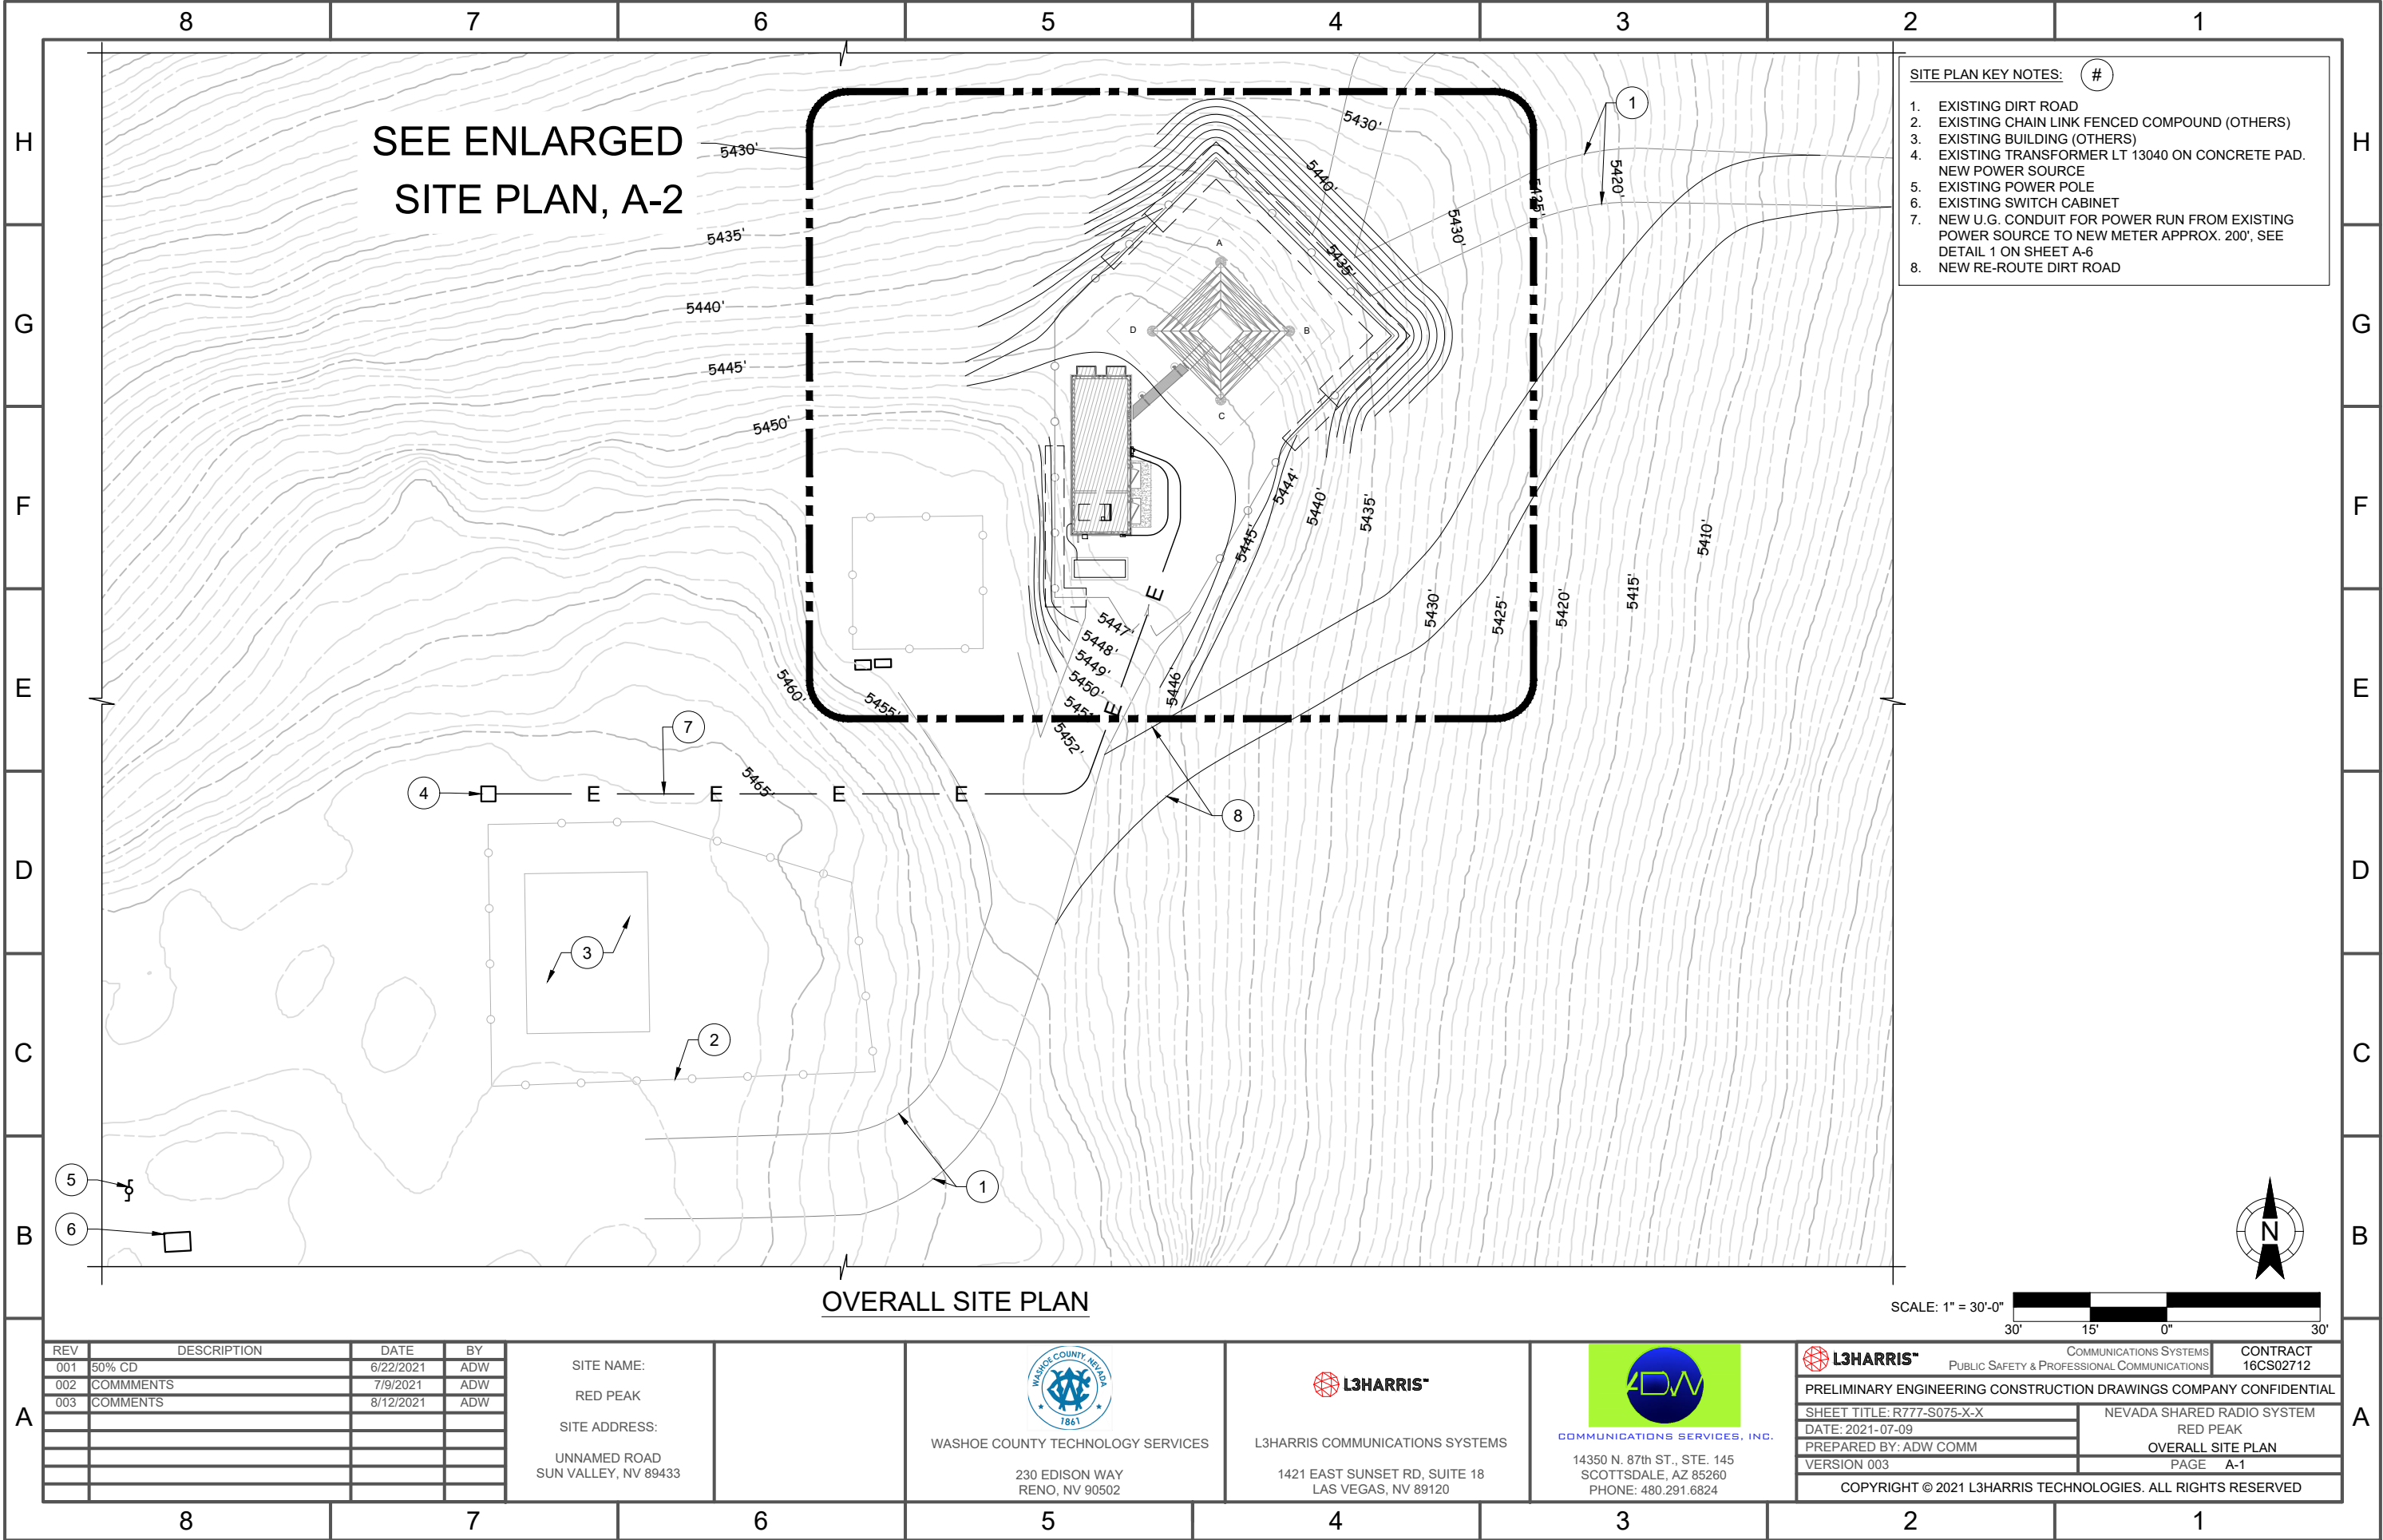 8 7 6 5 4 3 2 1
H
G
F
E
D
C
B
A
H
G
F
E
D
C
B
A
SEE ENLARGED
SITE PLAN, A-2
SITE PLAN KEY NOTES: #
1. EXISTING DIRT ROAD
2. EXISTING CHAIN LINK FENCED COMPOUND (OTHERS)
3. EXISTING BUILDING (OTHERS)
4. EXISTING TRANSFORMER LT 13040 ON CONCRETE PAD.
NEW POWER SOURCE
5. EXISTING POWER POLE
6. EXISTING SWITCH CABINET
7. NEW U.G. CONDUIT FOR POWER RUN FROM EXISTING
POWER SOURCE TO NEW METER APPROX. 200', SEE
DETAIL 1 ON SHEET A-6
8. NEW RE-ROUTE DIRT ROAD
1
5430'
5430'
5440'
5420'
5425'
5430'
5435'
5435'
A
D
B
C
5440'
5445'
5450'
5444'
5440'
5435'
5445'
5410'
5430'
5425'
5420'
5415'
E
5447'
5448'
5449'
5450'
5452'
5446'
E
5460'
5455'
7
4
E E E E
5465'
8
3
2
1
5
6
N
OVERALL SITE PLAN
SCALE: 1" = 30'-0"
30' 15' 0" 30'
REV DESCRIPTION DATE BY
001 50% CD 6/22/2021 ADW
002 COMMMENTS 7/9/2021 ADW
003 COMMENTS 8/12/2021 ADW
SITE NAME:
RED PEAK
SITE ADDRESS:
UNNAMED ROAD
SUN VALLEY, NV 89433
WASHOE COUNTY, NEVADA
1861
WASHOE COUNTY TECHNOLOGY SERVICES
230 EDISON WAY
RENO, NV 90502
L3HARRIS™
L3HARRIS COMMUNICATIONS SYSTEMS
1421 EAST SUNSET RD, SUITE 18
LAS VEGAS, NV 89120
ADW
COMMUNICATIONS SERVICES, INC.
14350 N. 87th ST., STE. 145
SCOTTSDALE, AZ 85260
PHONE: 480.291.6824
L3HARRIS™
COMMUNICATIONS SYSTEMS
PUBLIC SAFETY & PROFESSIONAL COMMUNICATIONS
CONTRACT
16CS02712
PRELIMINARY ENGINEERING CONSTRUCTION DRAWINGS COMPANY CONFIDENTIAL
SHEET TITLE: R777-S075-X-X
DATE: 2021-07-09
PREPARED BY: ADW COMM
VERSION 003
NEVADA SHARED RADIO SYSTEM
RED PEAK
OVERALL SITE PLAN
PAGE A-1
COPYRIGHT © 2021 L3HARRIS TECHNOLOGIES. ALL RIGHTS RESERVED
8 7 6 5 4 3 2 1